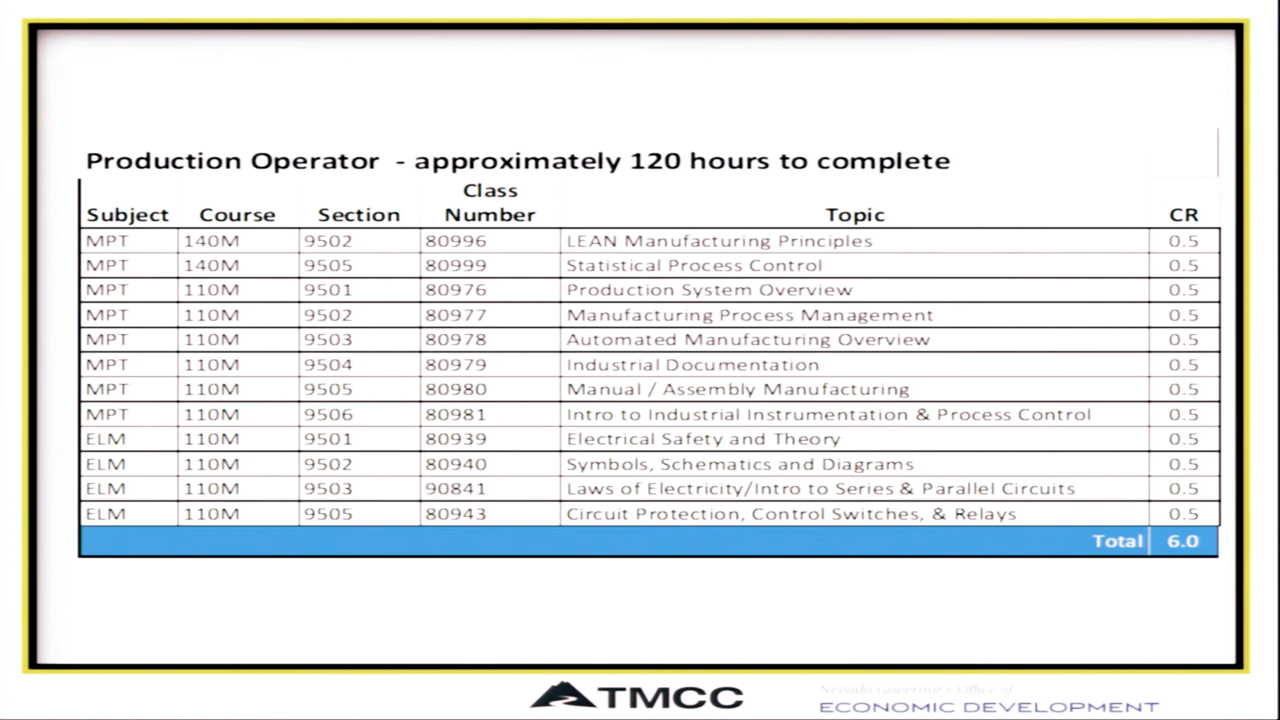 Production Operator - approximately 120 hours to complete
Subject Course Section Class Number Topic CR
MPT 140M 9502 80996 LEAN Manufacturing Principles 0.5
MPT 140M 9505 80999 Statistical Process Control 0.5
MPT 110M 9501 80976 Production System Overview 0.5
MPT 110M 9502 80977 Manufacturing Process Management 0.5
MPT 110M 9503 80978 Automated Manufacturing Overview 0.5
MPT 110M 9504 80979 Industrial Documentation 0.5
MPT 110M 9505 80980 Manual / Assembly Manufacturing 0.5
MPT 110M 9506 80981 Intro to Industrial Instrumentation & Process Control 0.5
ELM 110M 9501 80939 Electrical Safety and Theory 0.5
ELM 110M 9502 80940 Symbols, Schematics and Diagrams 0.5
ELM 110M 9503 90841 Laws of Electricity/Intro to Series & Parallel Circuits 0.5
ELM 110M 9505 80943 Circuit Protection, Control Switches, & Relays 0.5
Total 6.0
TMCC
Nevada Governor's Office of
ECONOMIC DEVELOPMENT